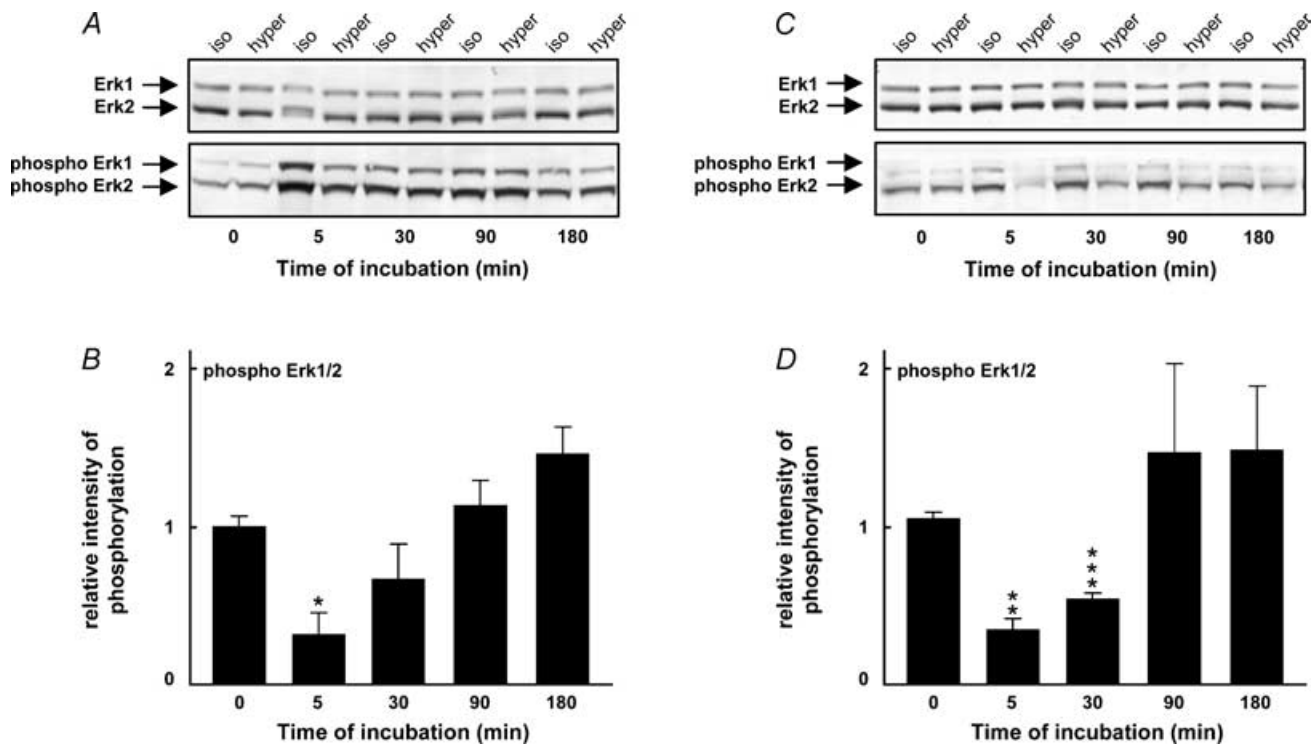 A
iso hyper iso hyper iso hyper iso hyper iso hyper
Erk1
Erk2
phospho Erk1
phospho Erk2
0 5 30 90 180
Time of incubation (min)
C
iso hyper iso hyper iso hyper iso hyper iso hyper
Erk1
Erk2
phospho Erk1
phospho Erk2
0 5 30 90 180
Time of incubation (min)
B
phospho Erk1/2
relative intensity of
phosphorylation
2
1
0
*
0 5 30 90 180
Time of incubation (min)
D
phospho Erk1/2
relative intensity of
phosphorylation
2
1
0
**
***
0 5 30 90 180
Time of incubation (min)